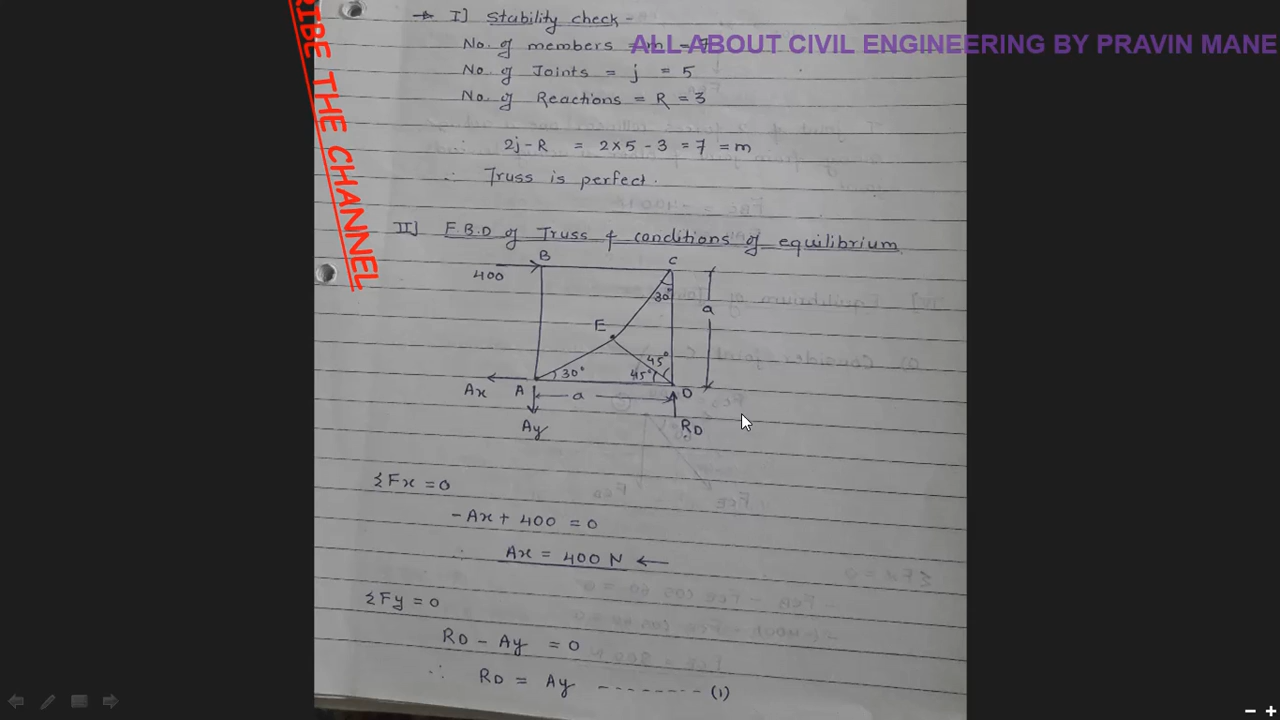 I] Stability check -
No. of members = m = 7
ALL ABOUT CIVIL ENGINEERING BY PRAVIN MANE
No. of Joints = j = 5
No. of Reactions = R = 3
∴ 2j - R = 2×5 - 3 = 7 = m
∴ Truss is perfect.
RIBE THE CHANNEL
II] F.B.D of Truss & conditions of equilibrium
B C
400
30°
a
E
45°
30° 45°
Ax A a D
Ay RD
ΣFx = 0
-Ax + 400 = 0
∴ Ax = 400 N ←
ΣFy = 0
RD - Ay = 0
∴ RD = Ay -------- (1)